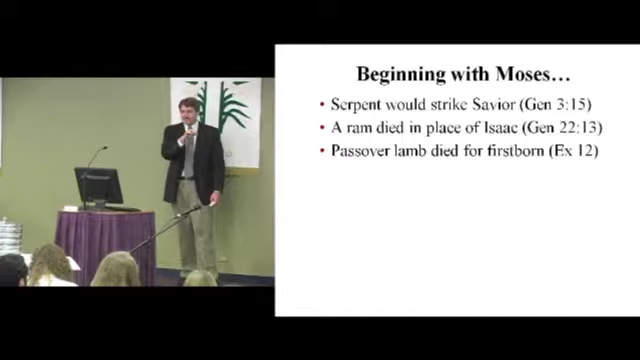 Beginning with Moses…
• Serpent would strike Savior (Gen 3:15)
• A ram died in place of Isaac (Gen 22:13)
• Passover lamb died for firstborn (Ex 12)